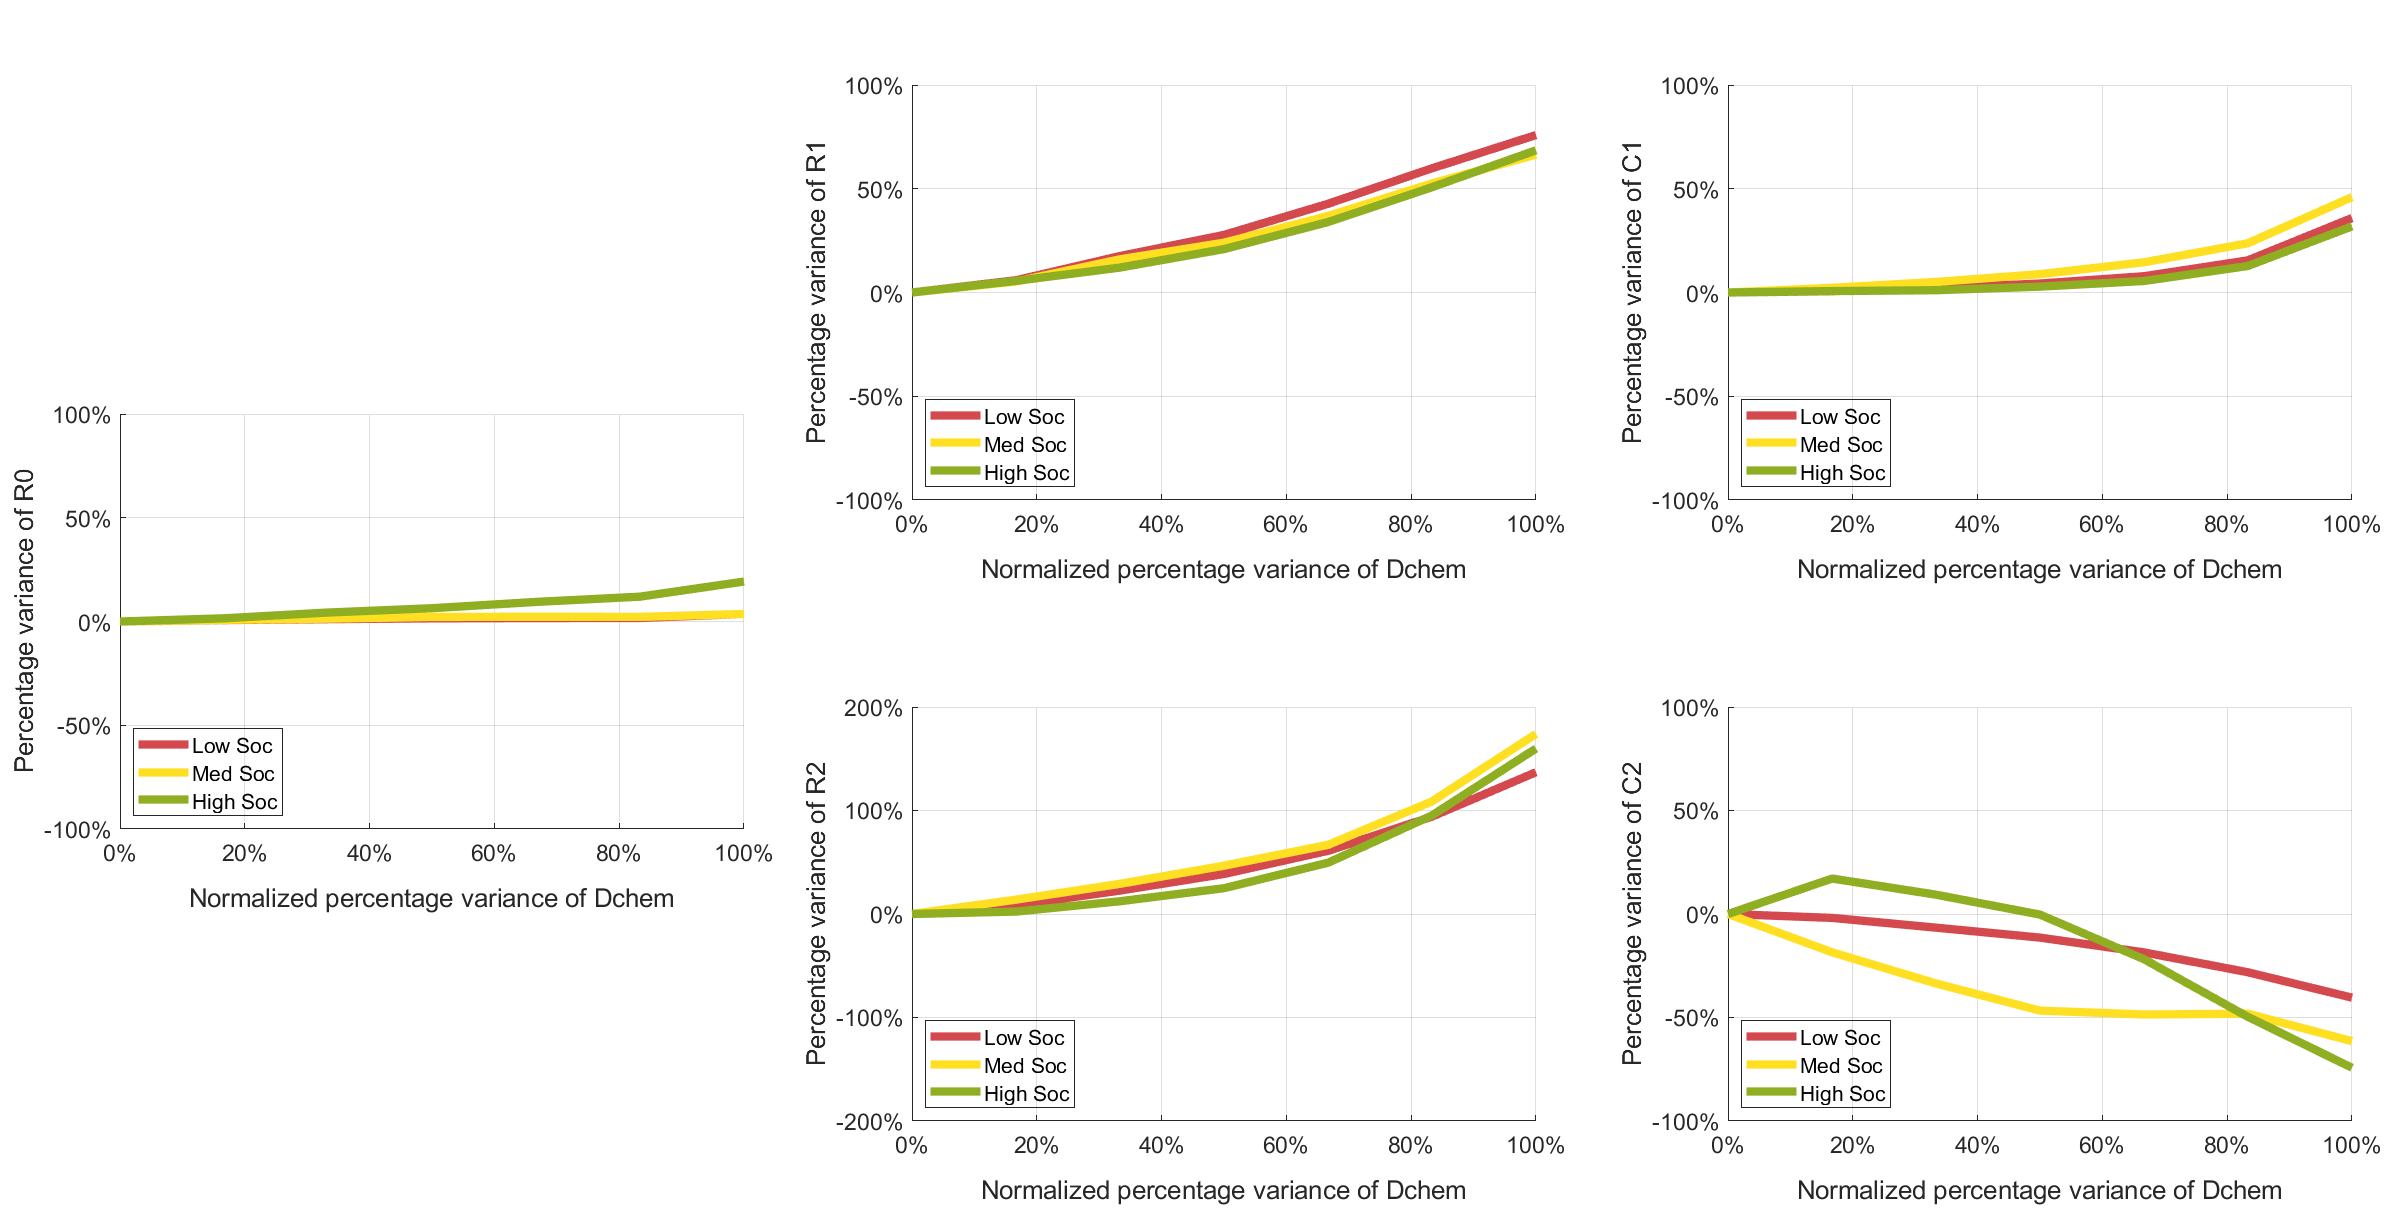 Percentage variance of R0
100%
50%
0%
-50%
-100%
0% 20% 40% 60% 80% 100%
Normalized percentage variance of Dchem
Low Soc
Med Soc
High Soc
Percentage variance of R1
100%
50%
0%
-50%
-100%
0% 20% 40% 60% 80% 100%
Normalized percentage variance of Dchem
Low Soc
Med Soc
High Soc
Percentage variance of C1
100%
50%
0%
-50%
-100%
0% 20% 40% 60% 80% 100%
Normalized percentage variance of Dchem
Low Soc
Med Soc
High Soc
Percentage variance of R2
200%
100%
0%
-100%
-200%
0% 20% 40% 60% 80% 100%
Normalized percentage variance of Dchem
Low Soc
Med Soc
High Soc
Percentage variance of C2
100%
50%
0%
-50%
-100%
0% 20% 40% 60% 80% 100%
Normalized percentage variance of Dchem
Low Soc
Med Soc
High Soc